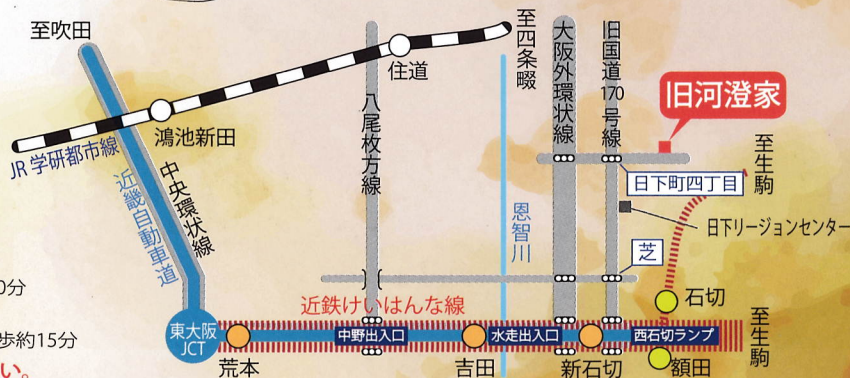 至吹田
至四条畷
大阪外環状線
旧国道170号線
住道
八尾枚方線
旧河澄家
鴻池新田
JR学研都市線
至生駒
日下町四丁目
近畿自動車道
中央環状線
恩智川
日下リージョンセンター
芝
0分
近鉄けいはんな線
石切
東大阪
JCT
中野出入口
水走出入口
西石切ランプ
至生駒
歩約15分
荒本
吉田
新石切
額田
い。